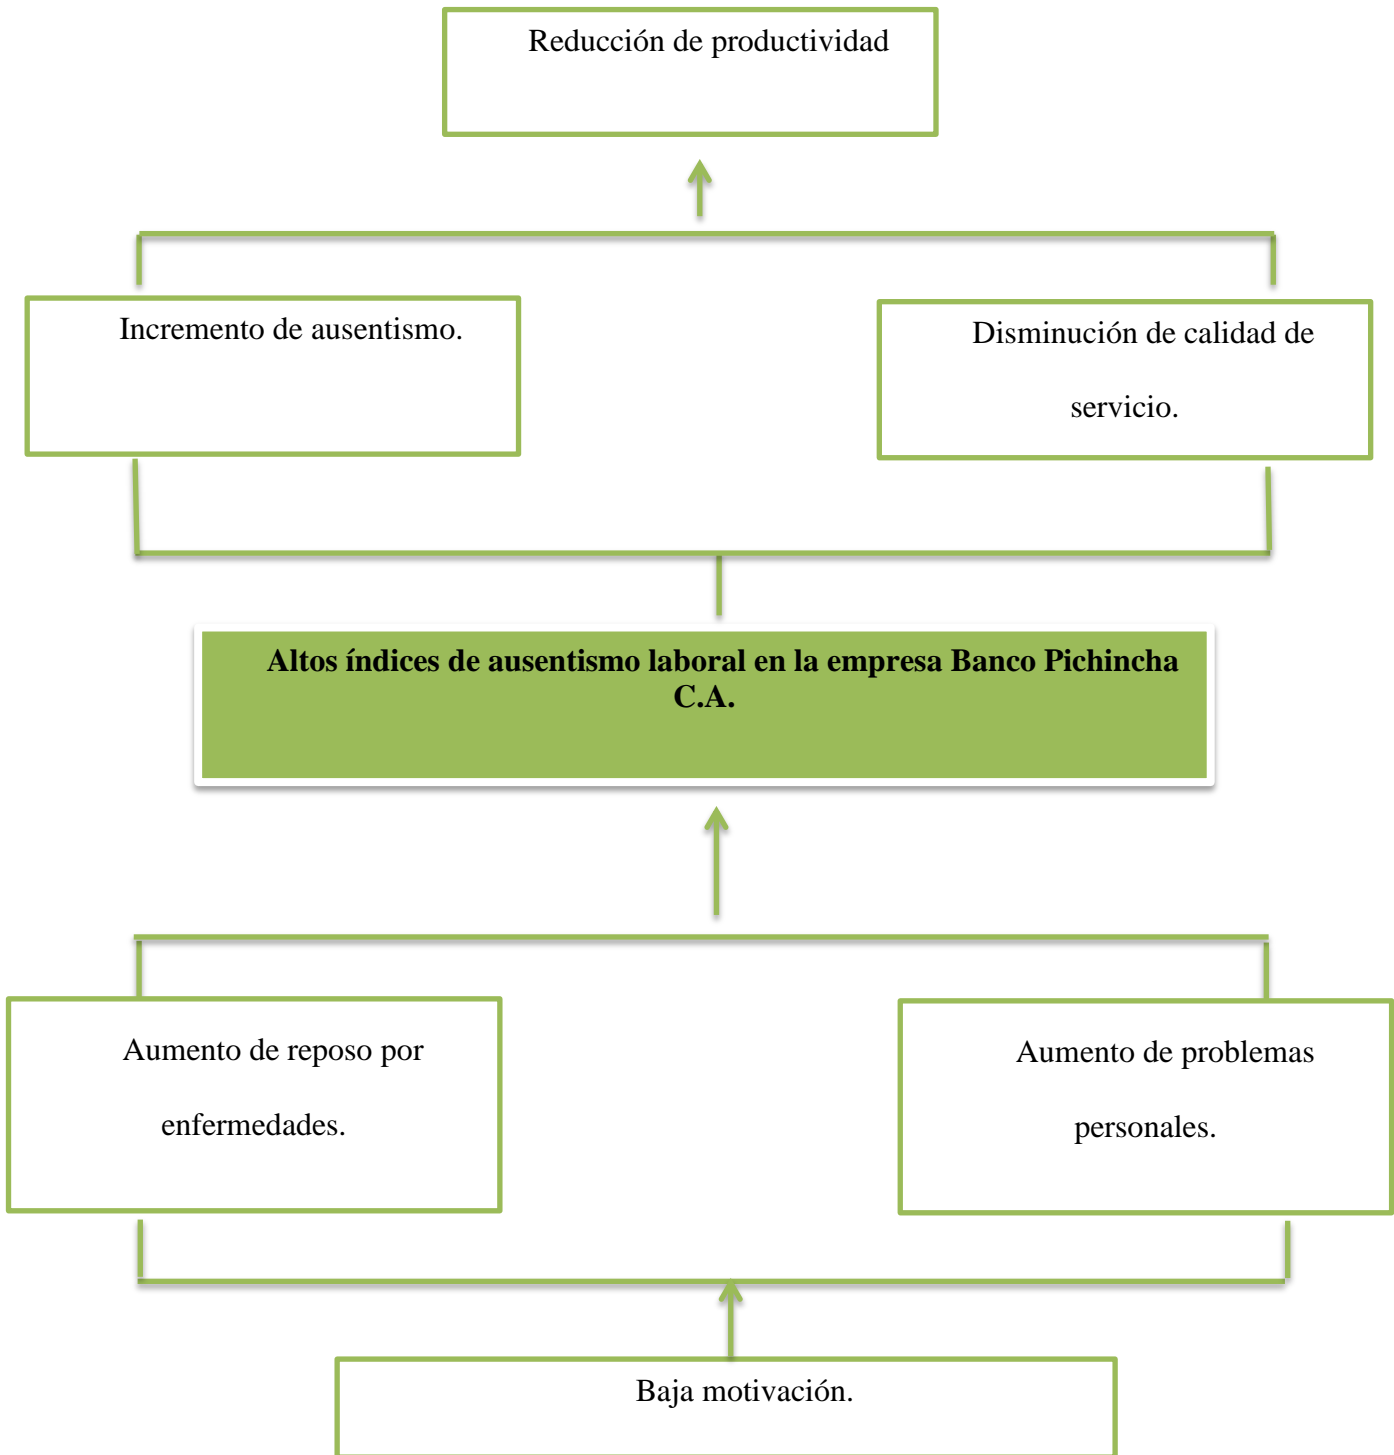 Reducción de productividad
Incremento de ausentismo.
Disminución de calidad de
servicio.
Altos índices de ausentismo laboral en la empresa Banco Pichincha
C.A.
Aumento de reposo por
enfermedades.
Aumento de problemas
personales.
Baja motivación.